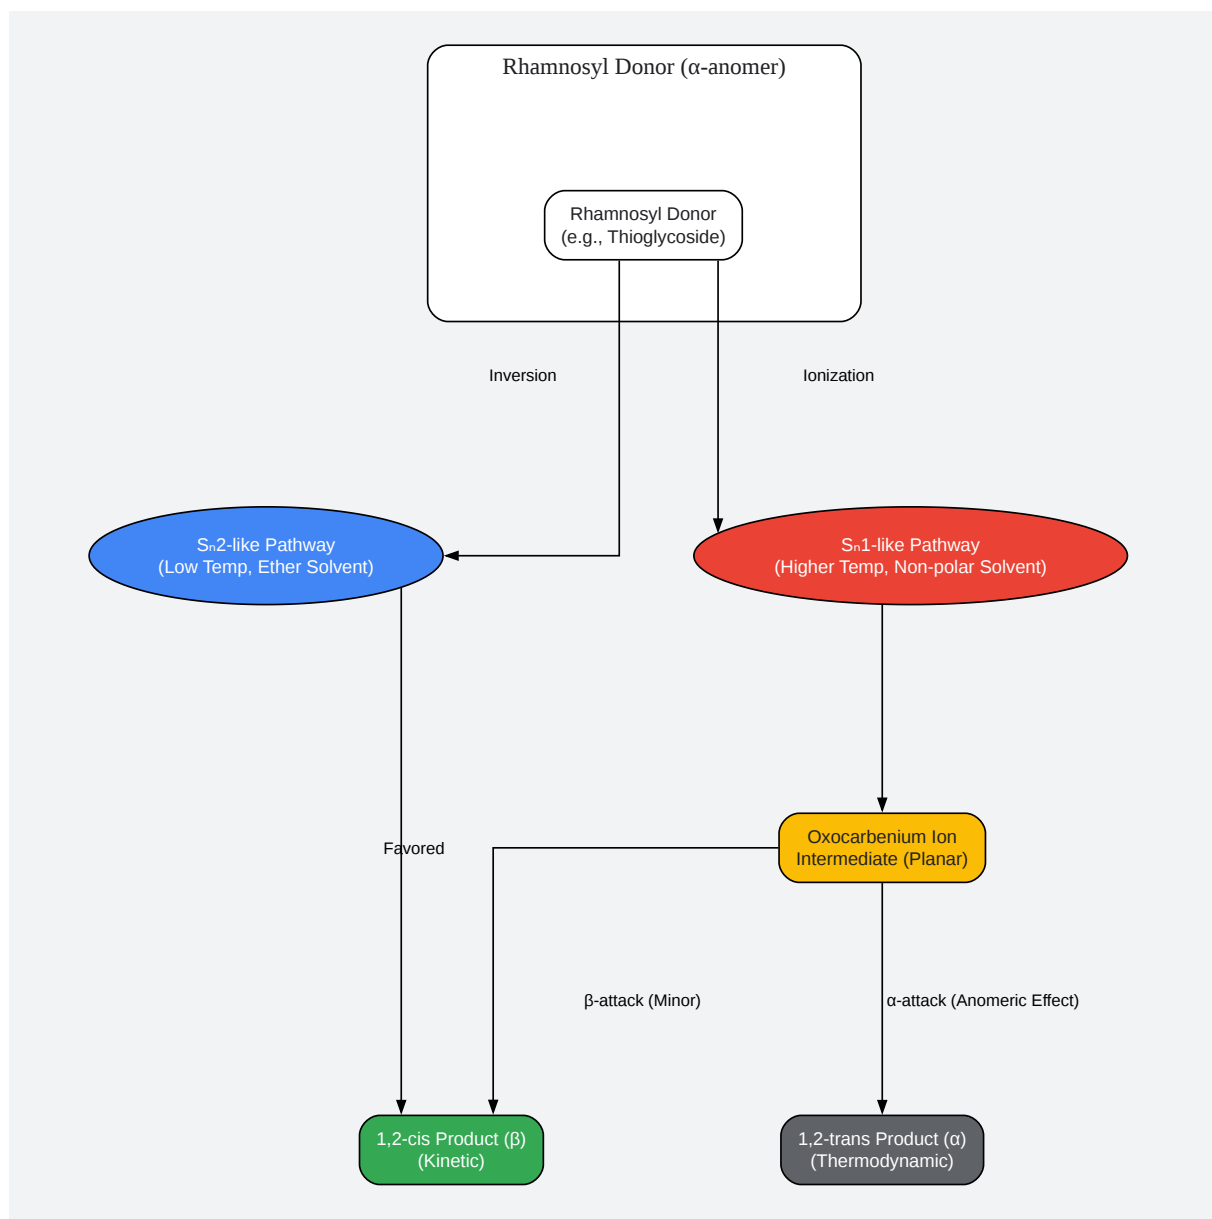 Rhamnosyl Donor (α-anomer)
Rhamnosyl Donor
(e.g., Thioglycoside)
Inversion
Ionization
Sₙ2-like Pathway
(Low Temp, Ether Solvent)
Sₙ1-like Pathway
(Higher Temp, Non-polar Solvent)
Oxocarbenium Ion
Intermediate (Planar)
Favored
β-attack (Minor)
α-attack (Anomeric Effect)
1,2-cis Product (β)
(Kinetic)
1,2-trans Product (α)
(Thermodynamic)